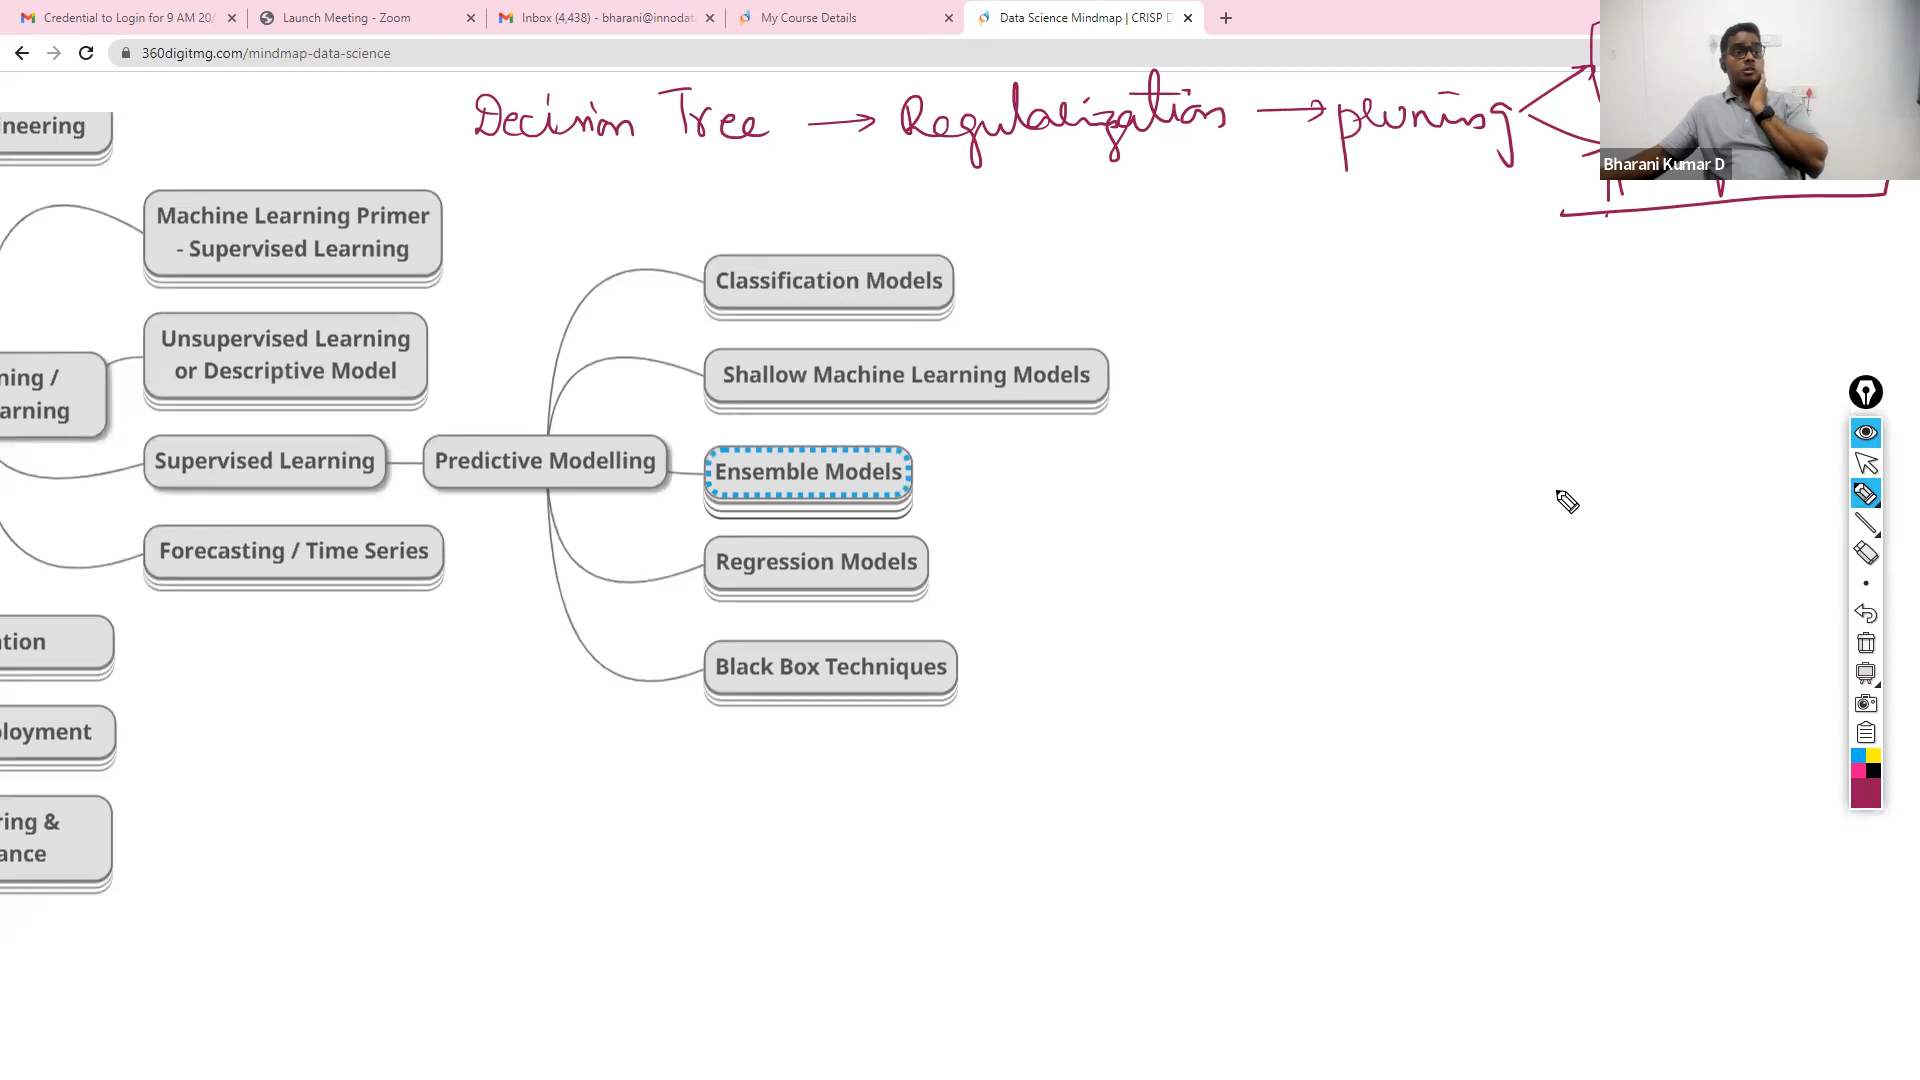 Credential to Login for 9 AM 20/
Launch Meeting - Zoom
Inbox (4,438) - bharani@innodat
My Course Details
Data Science Mindmap | CRISP D
360digitmg.com/mindmap-data-science
Decision Tree → Regularization → pruning
Bharani Kumar D
ineering
Machine Learning Primer
- Supervised Learning
Classification Models
Unsupervised Learning
or Descriptive Model
Shallow Machine Learning Models
ning /
arning
Supervised Learning
Predictive Modelling
Ensemble Models
Forecasting / Time Series
Regression Models
ation
Black Box Techniques
loyment
ring &
ance